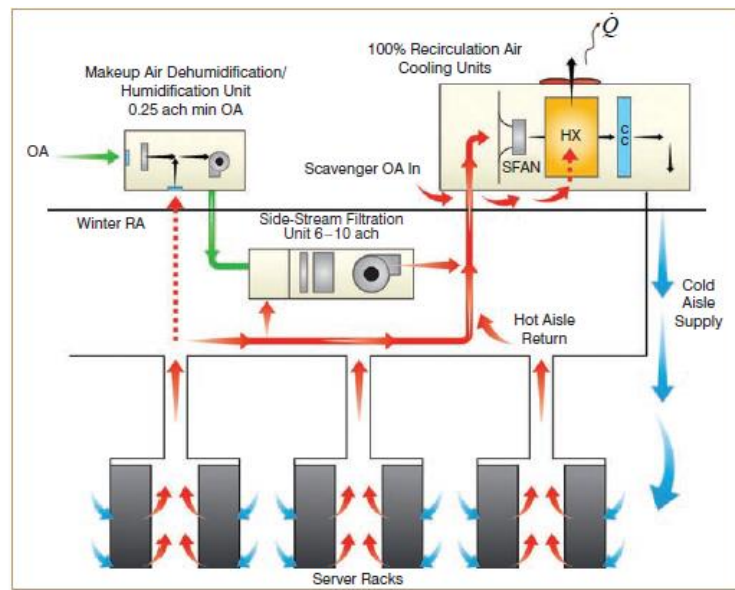 Q̇
100% Recirculation Air
Cooling Units
Makeup Air Dehumidification/
Humidification Unit
0.25 ach min OA
OA
HX
CC
SFAN
Scavenger OA In
Winter RA
Side-Stream Filtration
Unit 6–10 ach
Cold
Aisle
Supply
Hot Aisle
Return
Server Racks